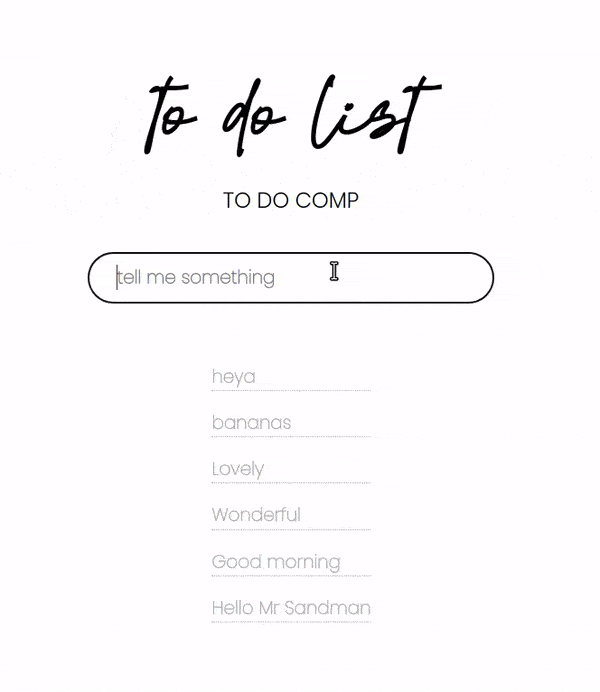 to do list
TO DO COMP
tell me something
heya
bananas
Lovely
Wonderful
Good morning
Hello Mr Sandman